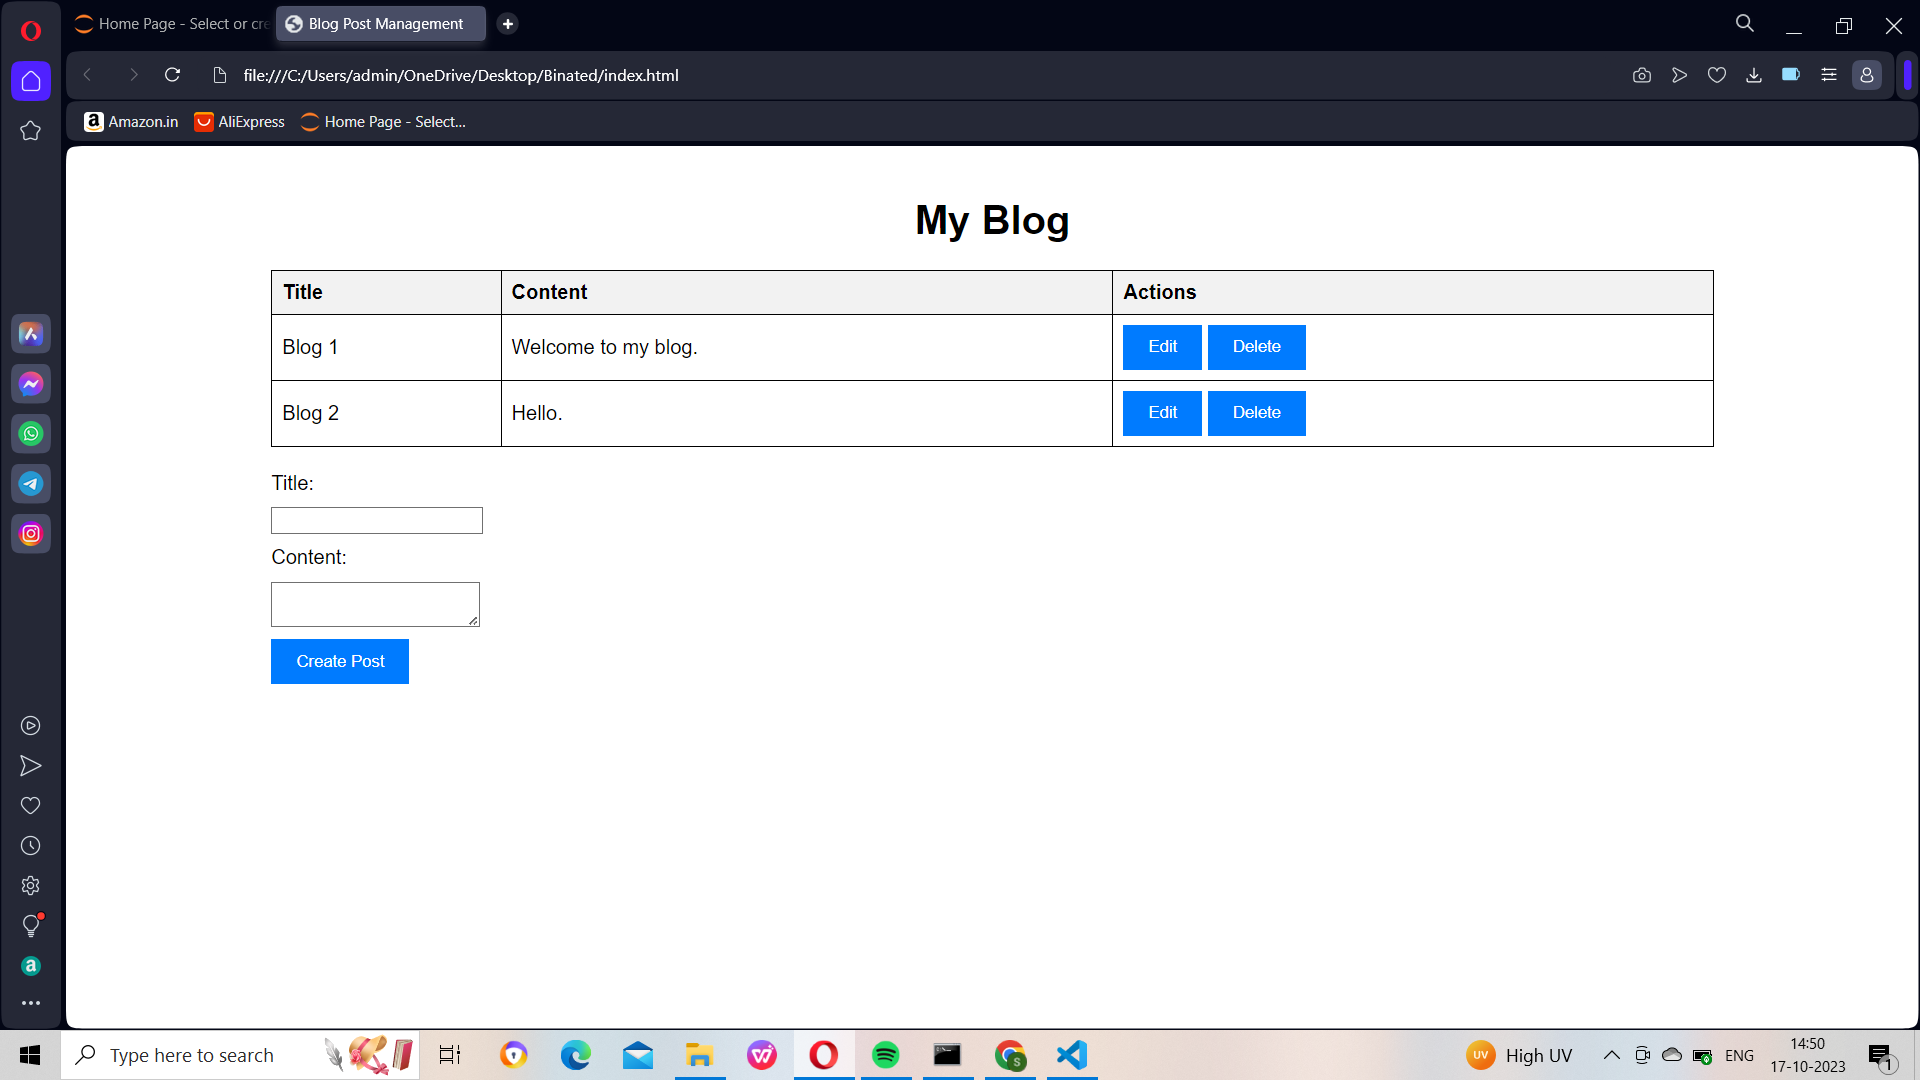 Home Page - Select or cre
Blog Post Management
file:///C:/Users/admin/OneDrive/Desktop/Binated/index.html
Amazon.in
AliExpress
Home Page - Select...
My Blog
Title Content Actions
Blog 1 Welcome to my blog. Edit Delete
Blog 2 Hello. Edit Delete
Title:
Content:
Create Post
Type here to search
UV High UV
ENG
14:50
17-10-2023
1